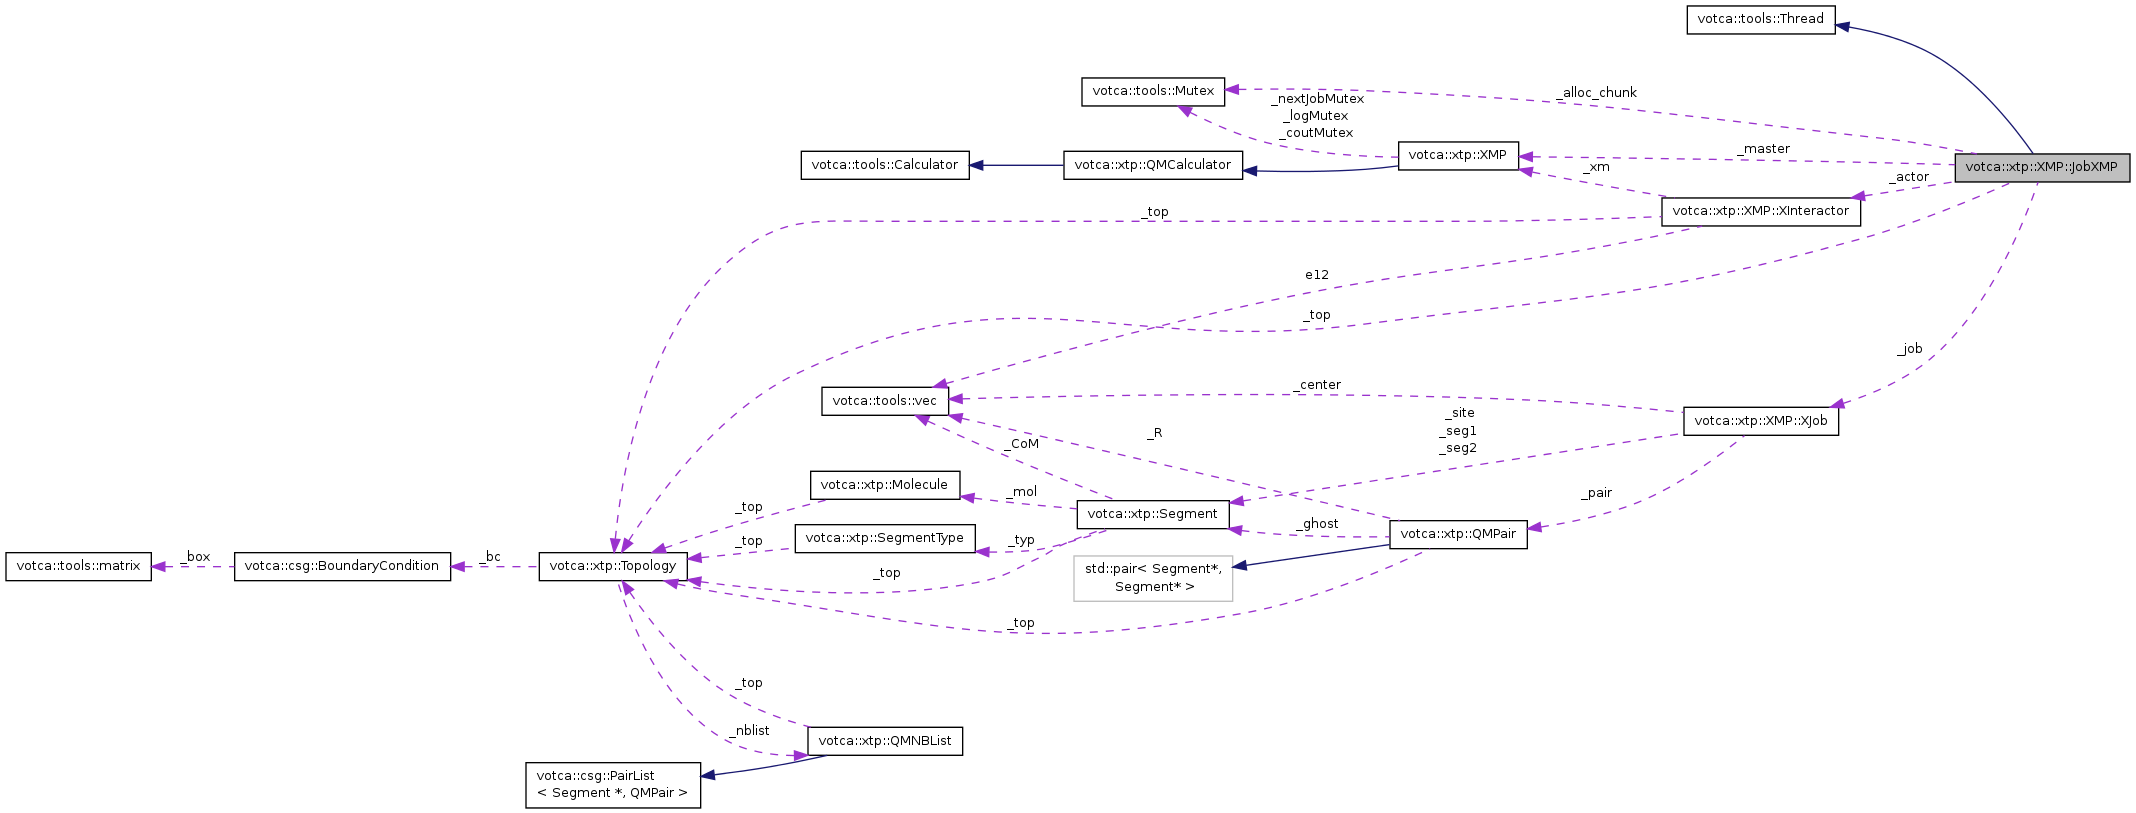 votca::tools::Thread
votca::tools::Mutex
_alloc_chunk
_nextJobMutex
_logMutex
_coutMutex
votca::tools::Calculator
votca::xtp::QMCalculator
votca::xtp::XMP
_master
votca::xtp::XMP::JobXMP
_xm
_actor
_top
votca::xtp::XMP::XInteractor
e12
_top
_job
_center
votca::tools::vec
_site
_seg1
_seg2
votca::xtp::XMP::XJob
_R
_CoM
votca::xtp::Molecule
_mol
_pair
_top
votca::xtp::Segment
_ghost
votca::xtp::QMPair
_top
votca::xtp::SegmentType
_typ
votca::tools::matrix
_box
votca::csg::BoundaryCondition
_bc
votca::xtp::Topology
_top
std::pair< Segment*,
Segment* >
_top
_top
_nblist
votca::xtp::QMNBList
votca::csg::PairList
< Segment *, QMPair >